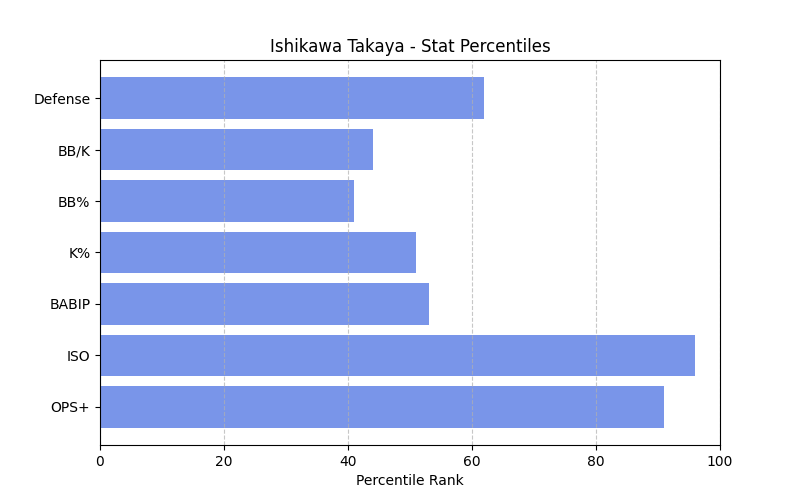 Ishikawa Takaya - Stat Percentiles
Defense
BB/K
BB%
K%
BABIP
ISO
OPS+
0 20 40 60 80 100
Percentile Rank